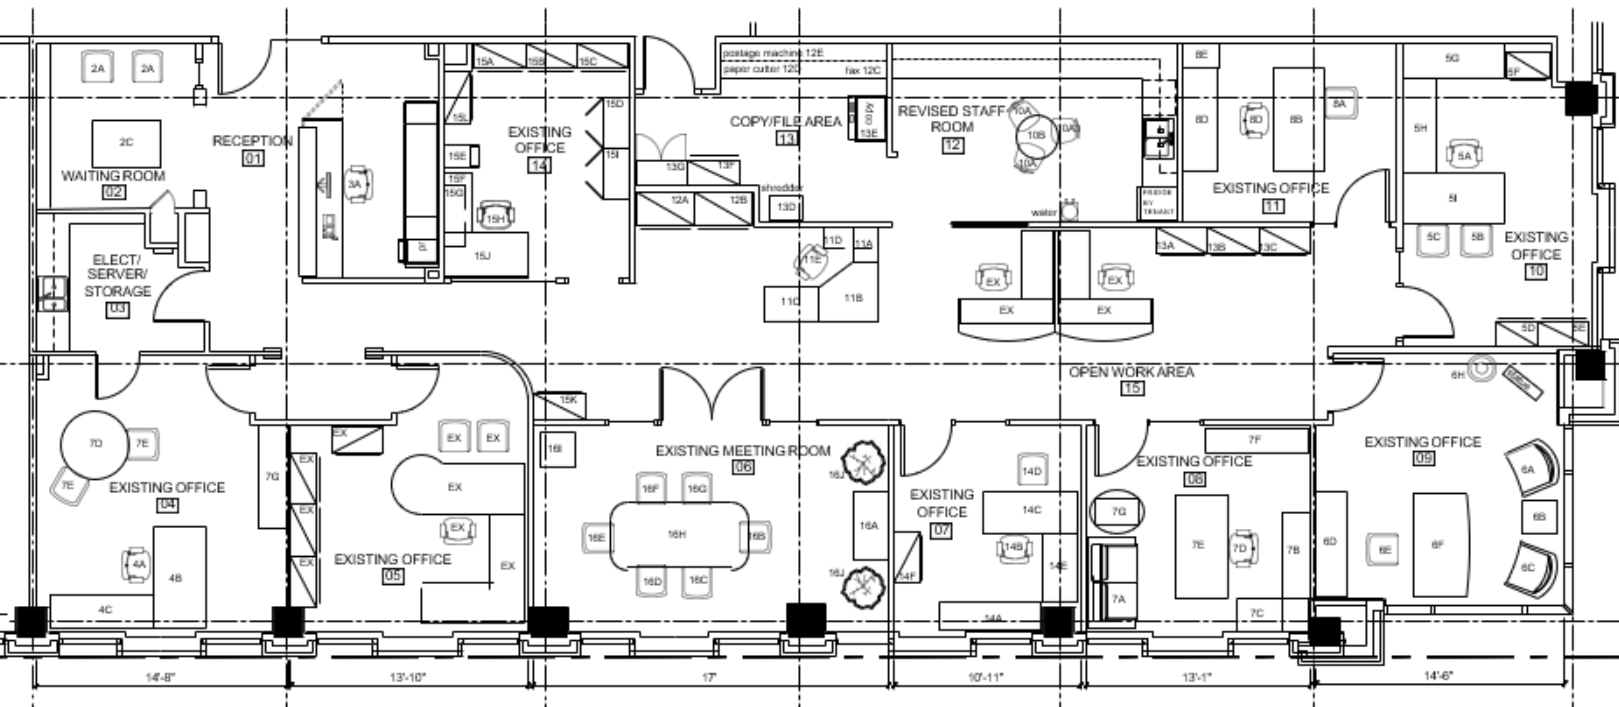 postage machine 12E
paper cutter 12D
fax 12C
15A
15B
15C
8E
5G
5F
2A
2A
15D
15L
copy
13E
COPY/FILE AREA
13
REVISED STAFF
ROOM
12
10A
10B
10A
10A
8D
8D
8B
8A
5H
RECEPTION
01
2C
EXISTING
OFFICE
14
15E
15I
5A
WAITING ROOM
02
3A
15F
15G
13G
13F
EXISTING OFFICE
11
shredder
12A
12B
13D
water
FRIDGE
BY
TENANT
5I
15H
15J
pr
11D
11A
11E
13A
13B
13C
5C
5B
EXISTING
OFFICE
10
ELECT/
SERVER/
STORAGE
03
EX
EX
11C
11B
EX
EX
5D
5E
OPEN WORK AREA
15
6H
statue
15K
7D
7E
7E
EX
EX
EX
16I
EXISTING MEETING ROOM
06
16J
7F
EXISTING OFFICE
09
EXISTING OFFICE
04
7G
EX
EX
16F
16G
14D
EXISTING OFFICE
08
6A
EXISTING
OFFICE
07
14C
7G
6B
EX
EX
16E
16H
16B
16A
14B
7E
7D
7B
6D
6E
6F
4A
4B
EXISTING OFFICE
05
EX
EX
16D
16C
16J
14F
14E
6C
4C
14A
7A
7C
14'-8"
13'-10"
17'
10'-11"
13'-1"
14'-6"